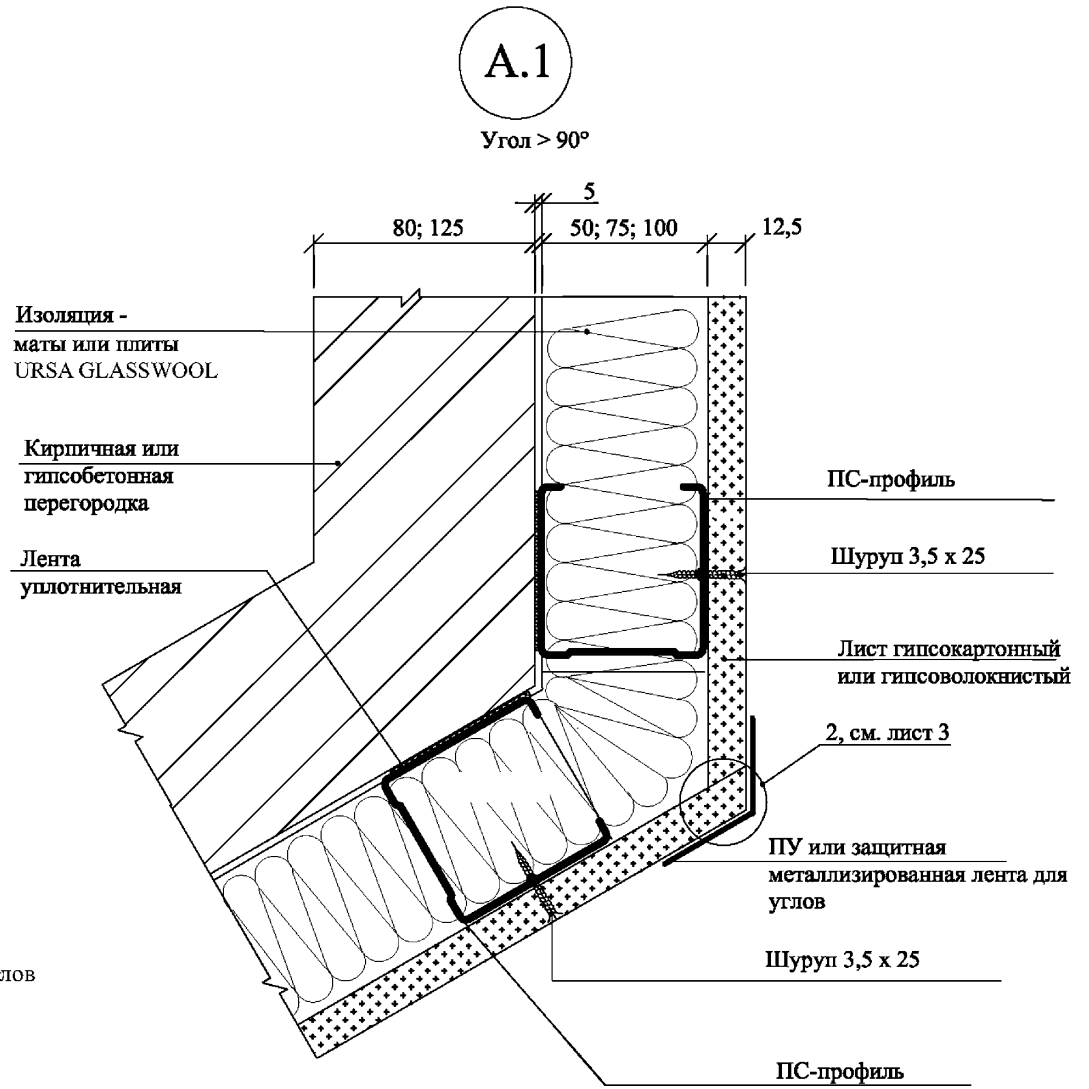 А.1
Угол > 90°
5
80; 125
50; 75; 100
12,5
Изоляция -
маты или плиты
URSA GLASSWOOL
Кирпичная или
гипсобетонная
перегородка
Лента
уплотнительная
ПС-профиль
Шуруп 3,5 х 25
Лист гипсокартонный
или гипсоволокнистый
2, см. лист 3
ПУ или защитная
металлизированная лента для
углов
Шуруп 3,5 х 25
лов
ПС-профиль